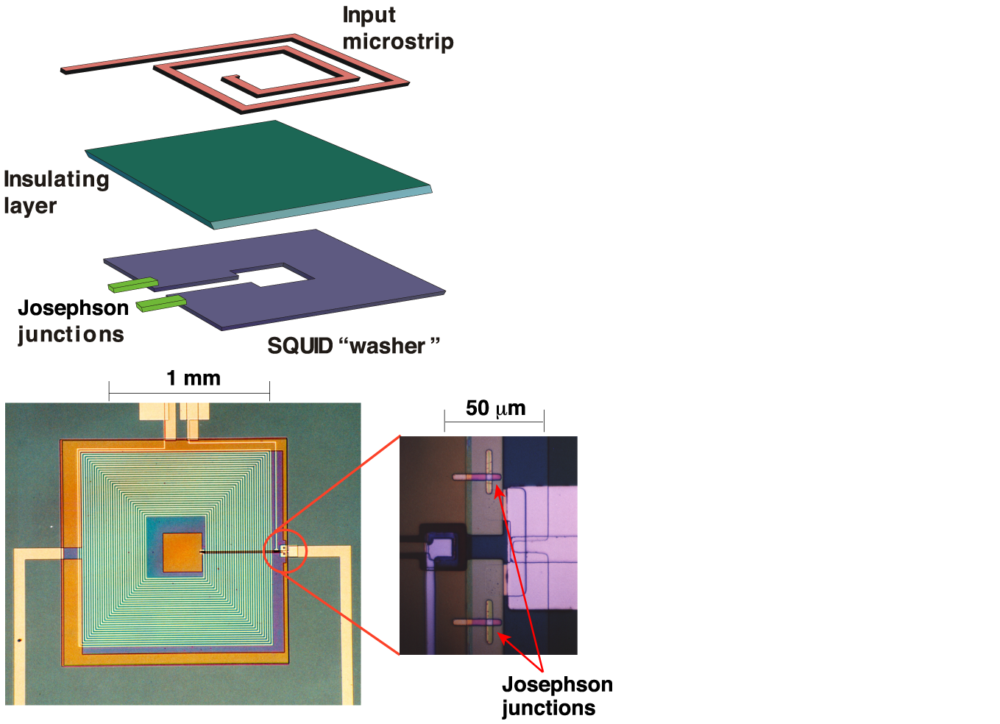 Input
microstrip
Insulating
layer
Josephson
junctions
SQUID “washer”
1 mm
50 μm
Josephson
junctions